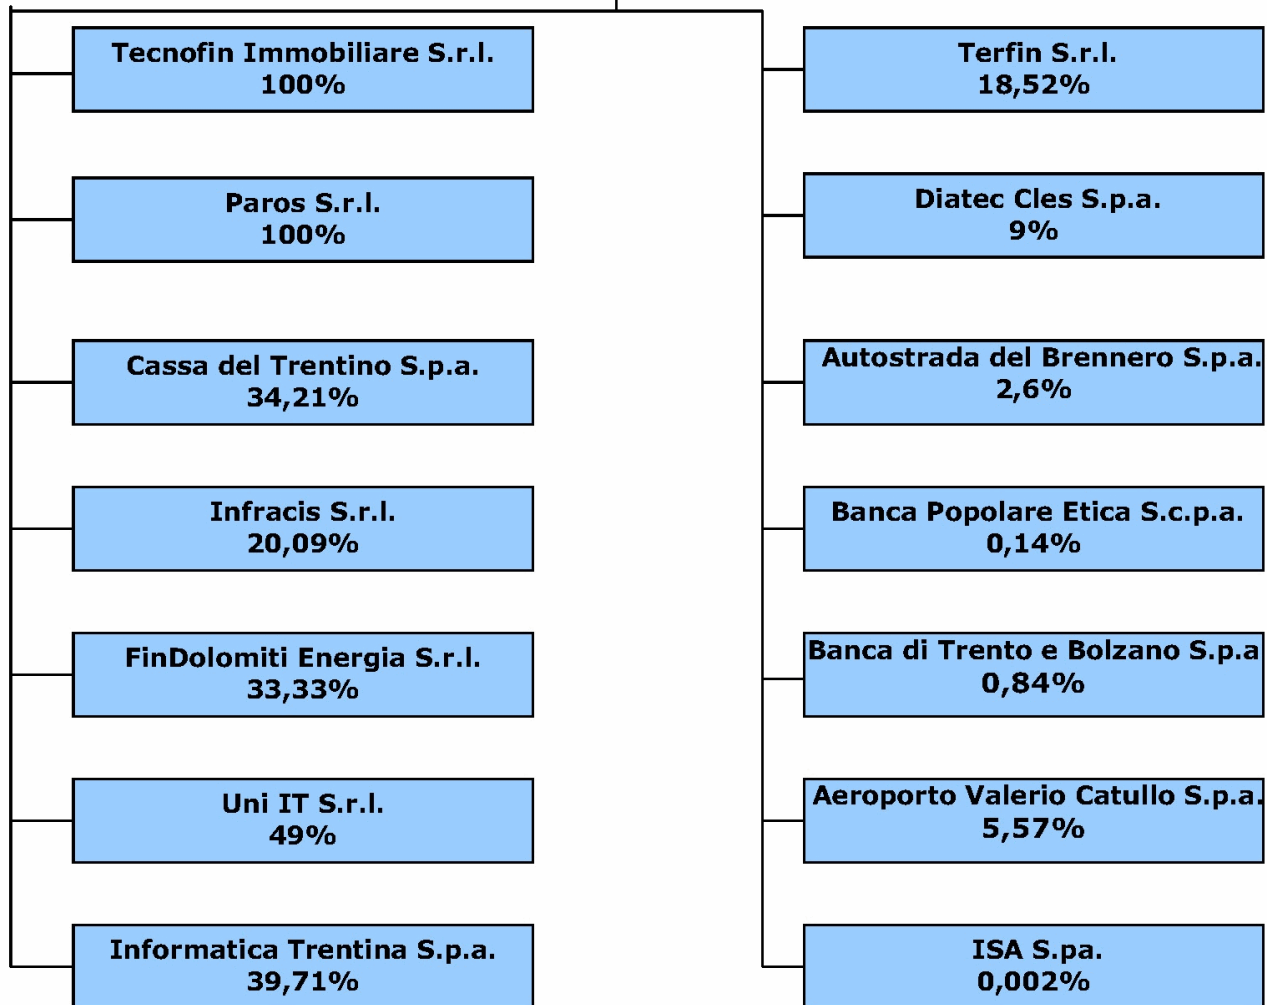 Tecnofin Immobiliare S.r.l.
100%
Paros S.r.l.
100%
Cassa del Trentino S.p.a.
34,21%
Infracis S.r.l.
20,09%
FinDolomiti Energia S.r.l.
33,33%
Uni IT S.r.l.
49%
Informatica Trentina S.p.a.
39,71%
Terfin S.r.l.
18,52%
Diatec Cles S.p.a.
9%
Autostrada del Brennero S.p.a.
2,6%
Banca Popolare Etica S.c.p.a.
0,14%
Banca di Trento e Bolzano S.p.a
0,84%
Aeroporto Valerio Catullo S.p.a.
5,57%
ISA S.pa.
0,002%